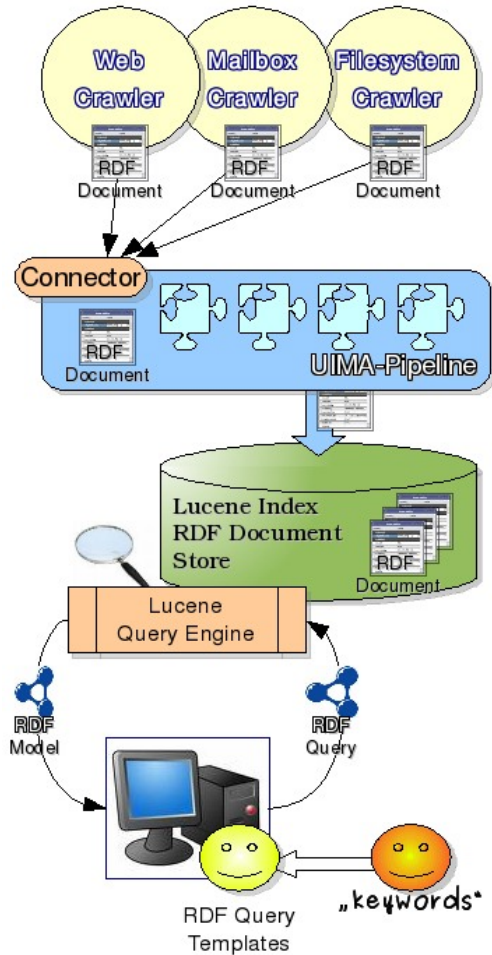 Web
Crawler
Mailbox
Crawler
Filesystem
Crawler
RDF
Document
RDF
Document
RDF
Document
Connector
RDF
Document
UIMA-Pipeline
Lucene Index
RDF Document
Store
RDF
Document
Lucene
Query Engine
RDF
Model
RDF
Query
„keywords“
RDF Query
Templates